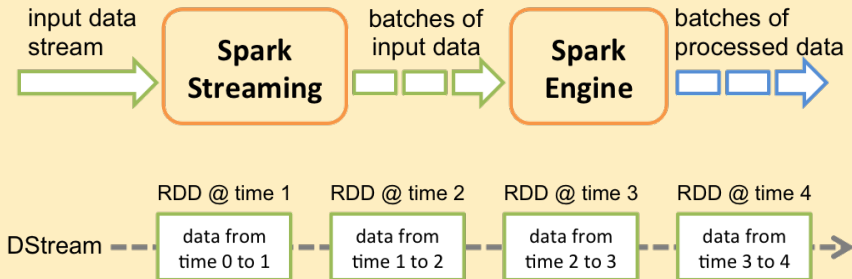 input data
stream
Spark
Streaming
batches of
input data
Spark
Engine
batches of
processed data
RDD @ time 1
RDD @ time 2
RDD @ time 3
RDD @ time 4
DStream
data from
time 0 to 1
data from
time 1 to 2
data from
time 2 to 3
data from
time 3 to 4